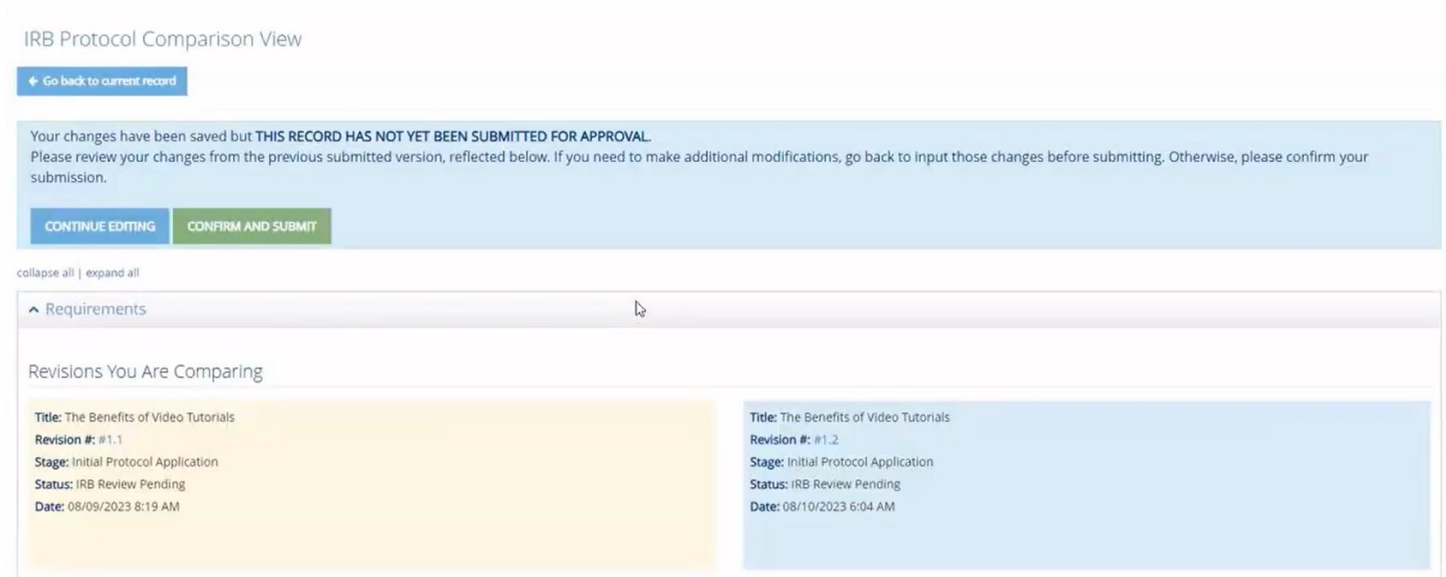 IRB Protocol Comparison View
← Go back to current record
Your changes have been saved but THIS RECORD HAS NOT YET BEEN SUBMITTED FOR APPROVAL.
Please review your changes from the previous submitted version, reflected below. If you need to make additional modifications, go back to input those changes before submitting. Otherwise, please confirm your
submission.
CONTINUE EDITING CONFIRM AND SUBMIT
collapse all | expand all
Requirements
Revisions You Are Comparing
Title: The Benefits of Video Tutorials
Revision #: #1.1
Stage: Initial Protocol Application
Status: IRB Review Pending
Date: 08/09/2023 8:19 AM
Title: The Benefits of Video Tutorials
Revision #: #1.2
Stage: Initial Protocol Application
Status: IRB Review Pending
Date: 08/10/2023 6:04 AM